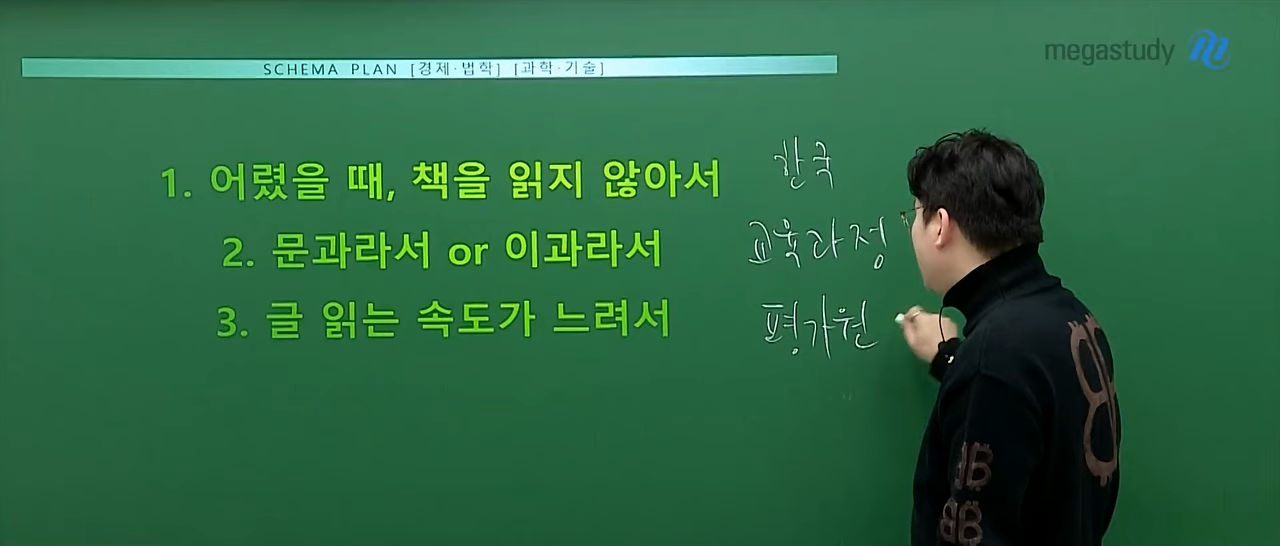 megastudy
SCHEMA PLAN [경제·법학] [과학·기술]
1. 어렸을 때, 책을 읽지 않아서
한국
2. 문과라서 or 이과라서
교육과정
3. 글 읽는 속도가 느려서
평가원